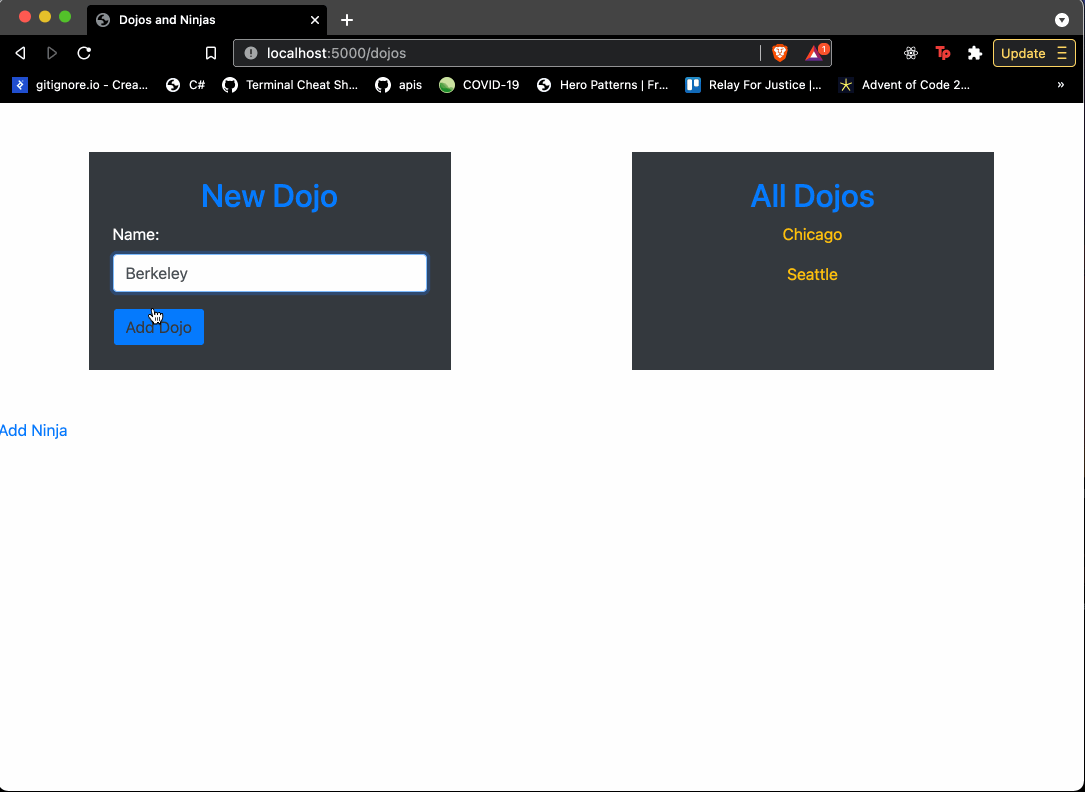 Dojos and Ninjas
localhost:5000/dojos
1
Tp
Update
gitignore.io - Crea...
C#
Terminal Cheat Sh...
apis
COVID-19
Hero Patterns | Fr...
Relay For Justice |...
Advent of Code 2...
»
New Dojo
Name:
Berkeley
Add Dojo
All Dojos
Chicago
Seattle
Add Ninja